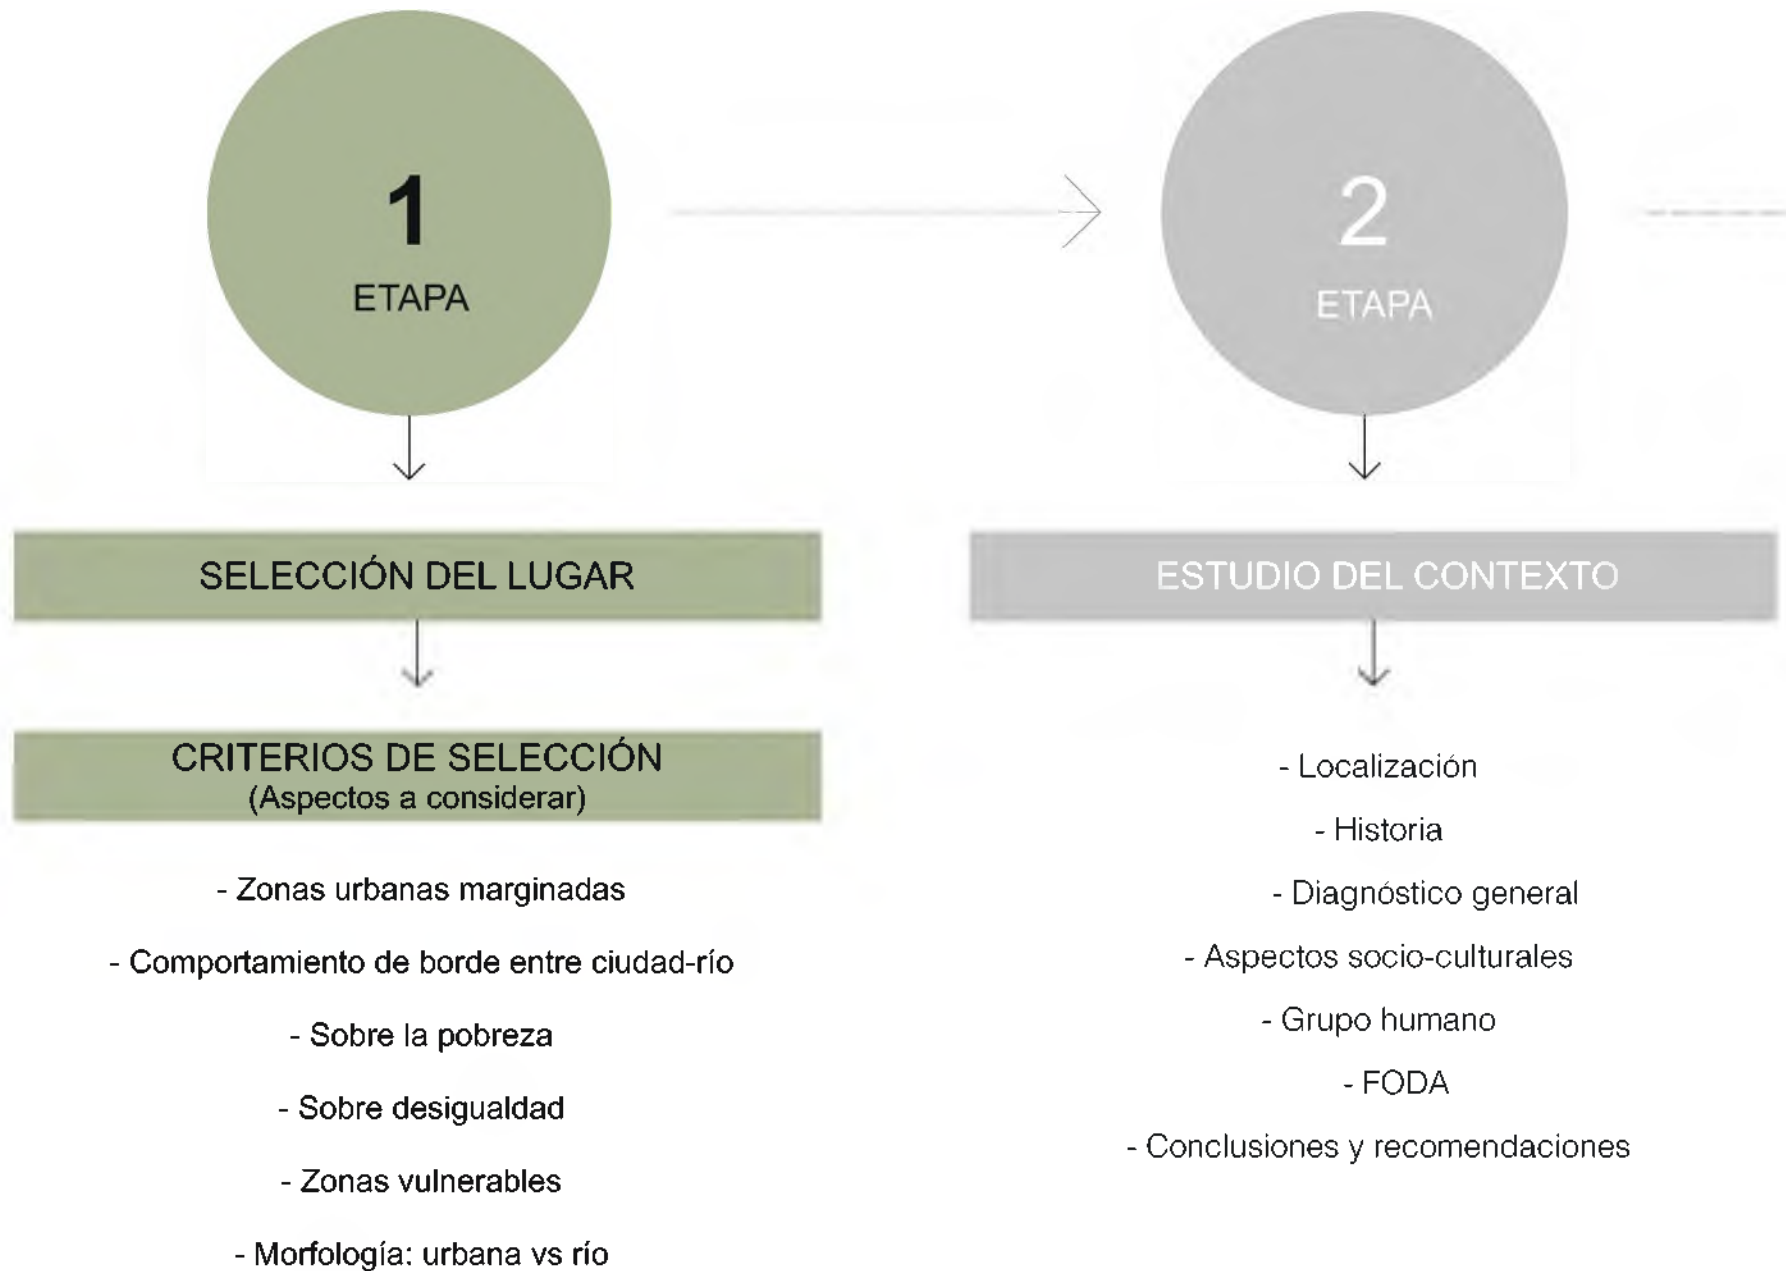 1
ETAPA
SELECCIÓN DEL LUGAR
CRITERIOS DE SELECCIÓN
(Aspectos a considerar)
- Zonas urbanas marginadas
- Comportamiento de borde entre ciudad-río
- Sobre la pobreza
- Sobre desigualdad
- Zonas vulnerables
- Morfología: urbana vs río
2
ETAPA
ESTUDIO DEL CONTEXTO
- Localización
- Historia
- Diagnóstico general
- Aspectos socio-culturales
- Grupo humano
- FODA
- Conclusiones y recomendaciones